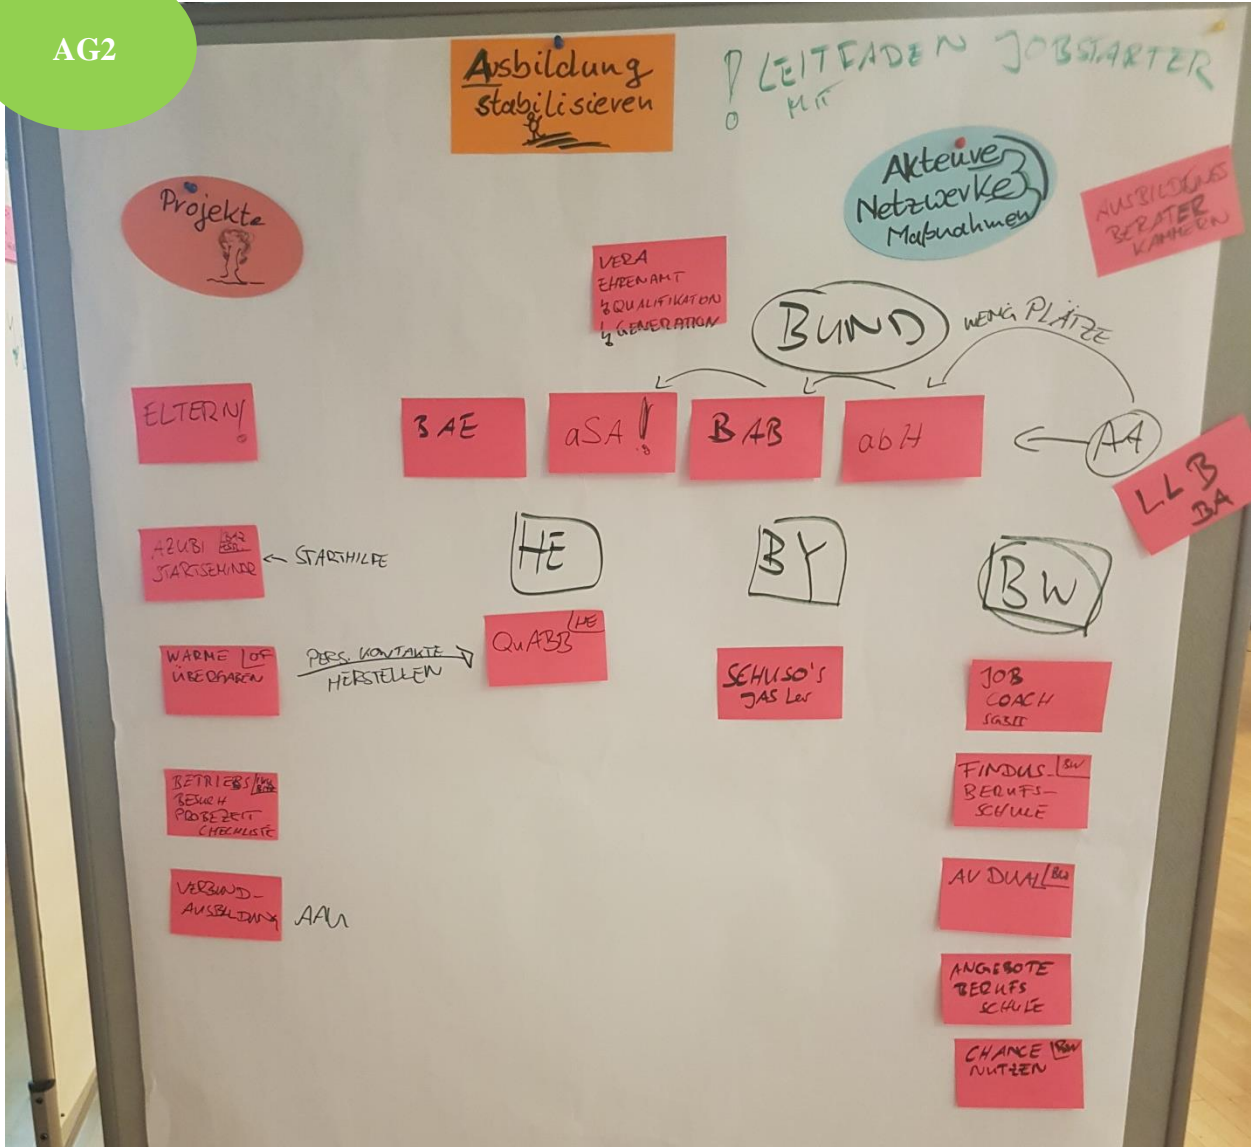 AG2
Ausbildung
stabilisieren
! LEITFADEN JOBSTARTER
MIT
Projekte
Akteure
Netzwerke
Maßnahmen
AUSBILDUNGS
BERATER
KAMMERN
VERA
EHRENAMT
↳ QUALIFIKATION
↳ GENERATION
BUND
WENIG PLÄTZE
ELTERN!
BAE
aSA!
BAB
abH
AA
LLB
BA
AZUBI
STARTSEMINAR
← STARTHILFE
HE
BY
BW
WARME OF
ÜBERGABEN
PERS. KONTAKTE
HERSTELLEN
QuABB HE
SCHUSO'S
JAS
JOB
COACH
SGBII
BETRIEBS
BESUCH
PROBEZEIT
CHECKLISTE
FINDUS BW
BERUFS-
SCHULE
VERBUND-
AUSBILDUNG
AV DUAL BW
ANGEBOTE
BERUFS
SCHULE
CHANCE BW
NUTZEN